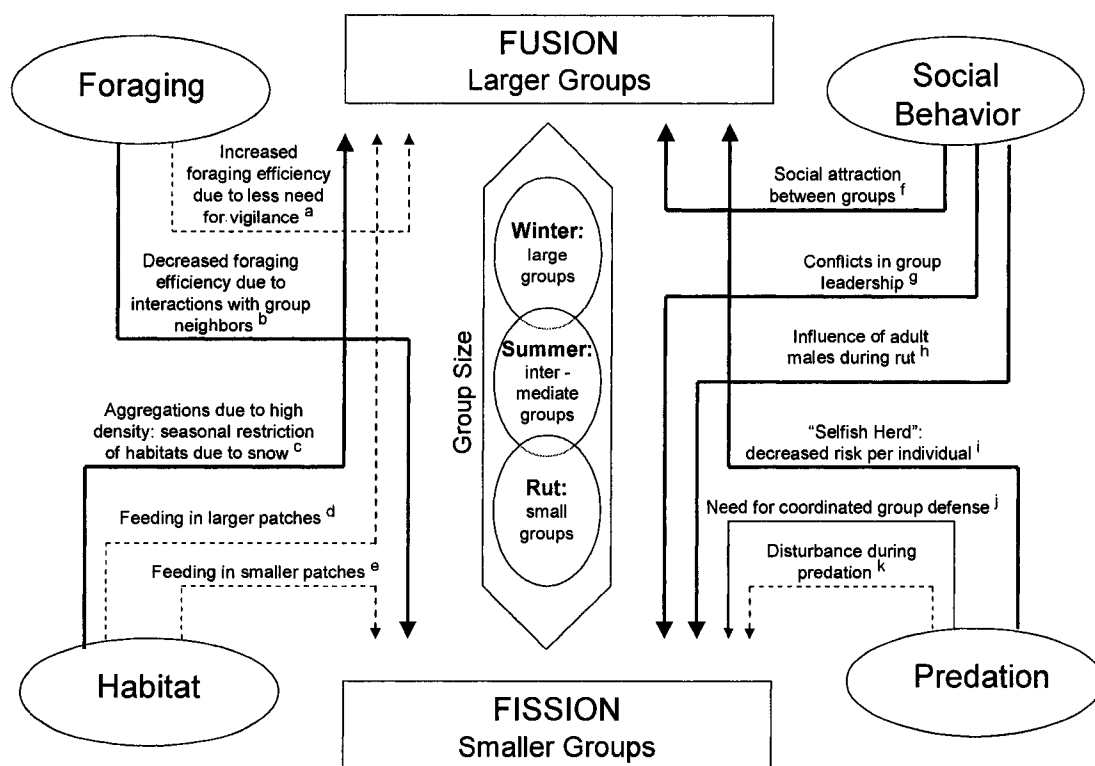 FUSION
Larger Groups
Foraging
Social
Behavior
Increased
foraging efficiency
due to less need
for vigilance a
Decreased foraging
efficiency due to
interactions with group
neighbors b
Aggregations due to high
density: seasonal restriction
of habitats due to snow c
Feeding in larger patches d
Feeding in smaller patches e
Habitat
Group Size
Winter:
large
groups
Summer:
inter -
mediate
groups
Rut:
small
groups
Social attraction
between groups f
Conflicts in group
leadership g
Influence of adult
males during rut h
“Selfish Herd”:
decreased risk per individual i
Need for coordinated group defense j
Disturbance during
predation k
Predation
FISSION
Smaller Groups